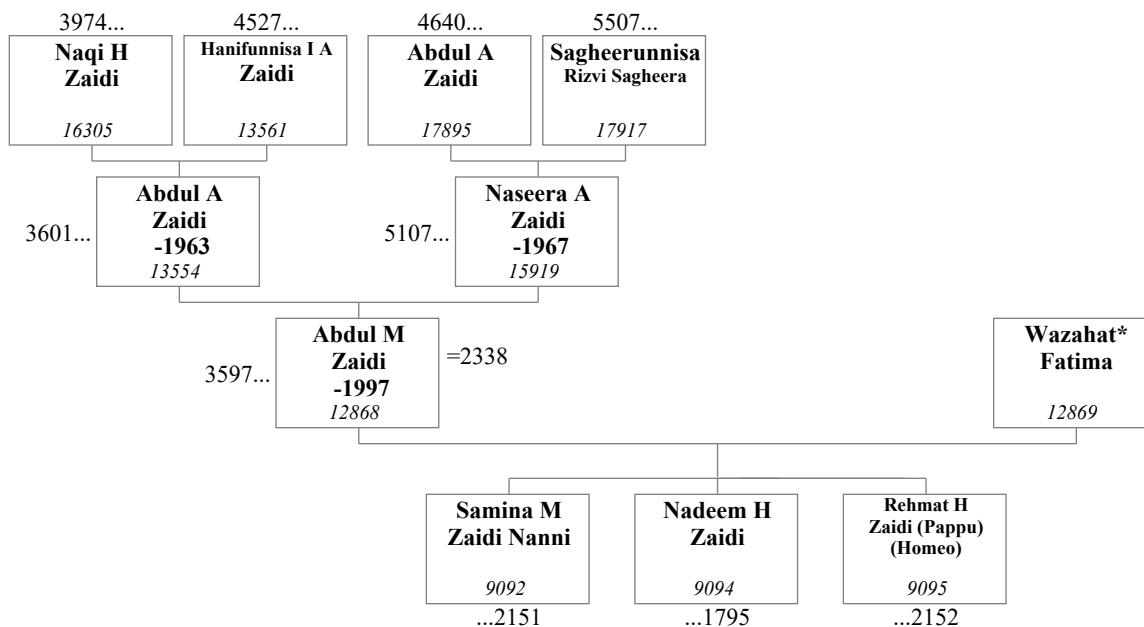 3974...
4527...
4640...
5507...
Naqi H
Zaidi
16305
Hanifunnisa I A
Zaidi
13561
Abdul A
Zaidi
17895
Sagheerunnisa
Rizvi Sagheera
17917
3601...
Abdul A
Zaidi
-1963
13554
5107...
Naseera A
Zaidi
-1967
15919
3597...
Abdul M
Zaidi
-1997
12868
=2338
Wazahat*
Fatima
12869
Samina M
Zaidi Nanni
9092
...2151
Nadeem H
Zaidi
9094
...1795
Rehmat H
Zaidi (Pappu)
(Homeo)
9095
...2152